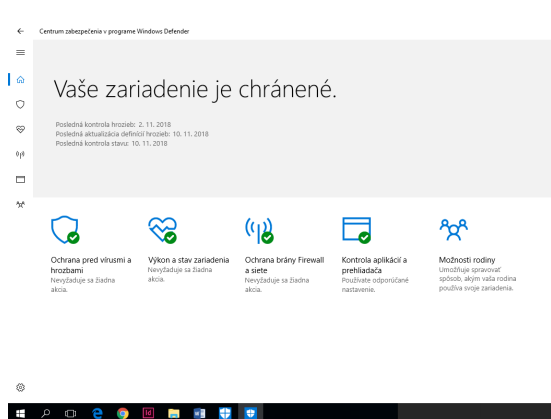 Centrum zabezpečenia v programe Windows Defender
Vaše zariadenie je chránené.
Posledná kontrola hrozieb: 2. 11. 2018
Posledná aktualizácia definícií hrozieb: 10. 11. 2018
Posledná kontrola stavu: 10. 11. 2018
Ochrana pred vírusmi a
hrozbami
Nevyžaduje sa žiadna
akcia.
Výkon a stav zariadenia
Nevyžaduje sa žiadna
akcia.
Ochrana brány Firewall
a siete
Nevyžaduje sa žiadna
akcia.
Kontrola aplikácií a
prehliadača
Používate odporúčané
nastavenie.
Možnosti rodiny
Umožňuje spravovať
spôsob, akým vaša rodina
používa svoje zariadenia.
Id